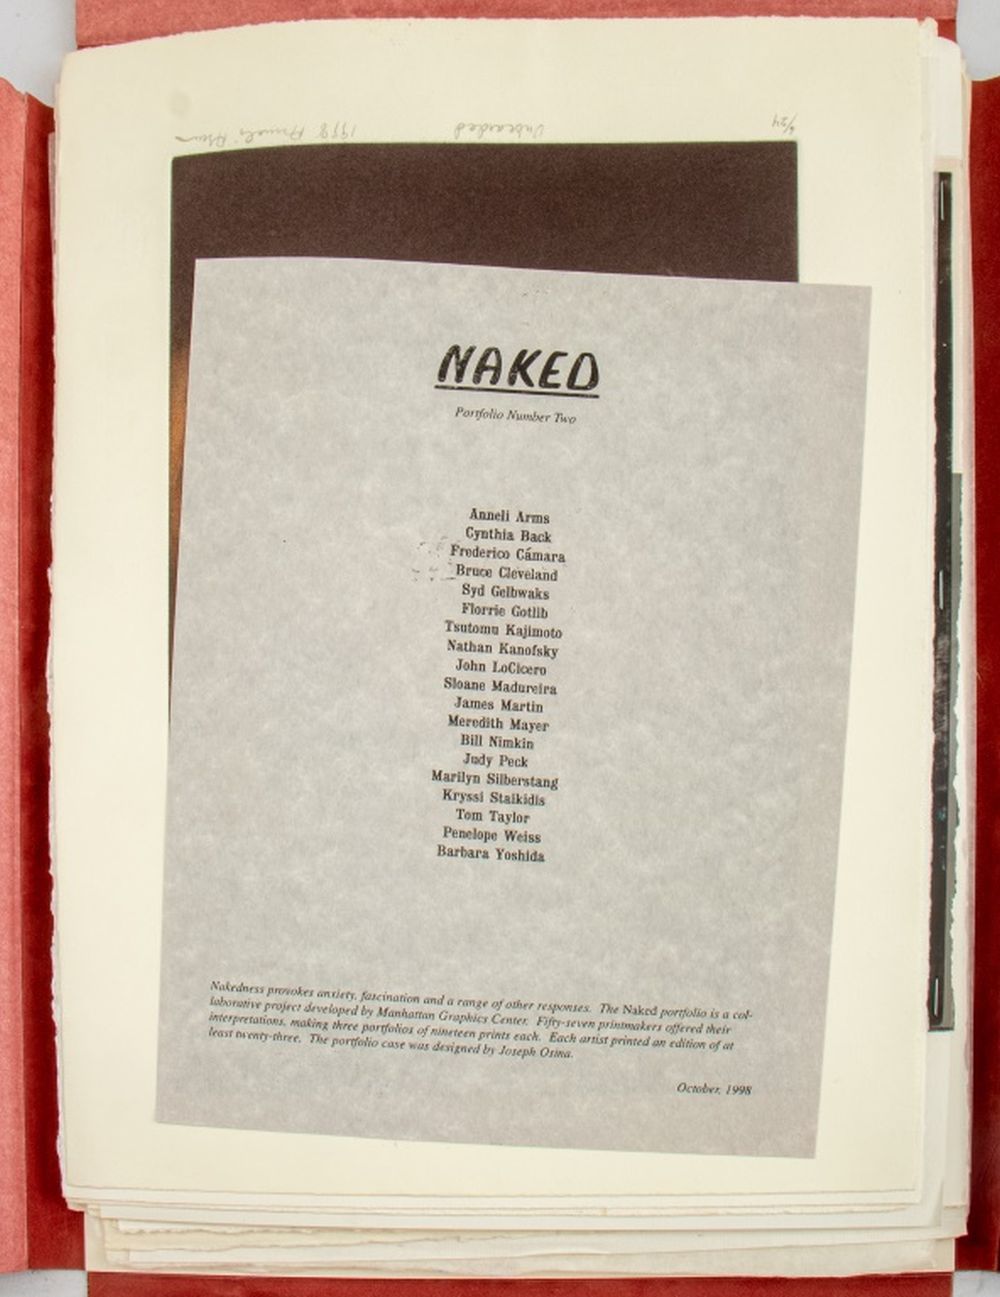 1998 Anneli Arms Unbearded 6/24
NAKED
Portfolio Number Two
Anneli Arms
Cynthia Back
Frederico Cámara
Bruce Cleveland
Syd Gelbwaks
Florrie Gotlib
Tsutomu Kajimoto
Nathan Kanofsky
John LoCicero
Sloane Madureira
James Martin
Meredith Mayer
Bill Nimkin
Judy Peck
Marilyn Silberstang
Kryssi Staikidis
Tom Taylor
Penelope Weiss
Barbara Yoshida
Nakedness provokes anxiety, fascination and a range of other responses. The Naked portfolio is a col-
laborative project developed by Manhattan Graphics Center. Fifty-seven printmakers offered their
interpretations, making three portfolios of nineteen prints each. Each artist printed an edition of at
least twenty-three. The portfolio case was designed by Joseph Osina.
October, 1998